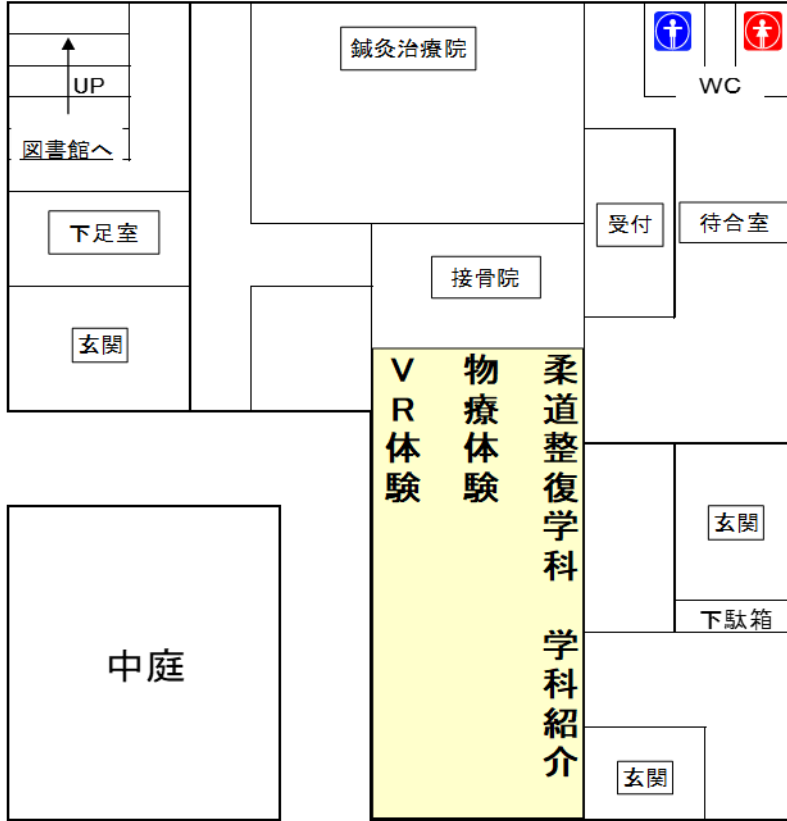 鍼灸治療院
UP
WC
図書館へ
下足室
受付
待合室
接骨院
玄関
柔道整復学科　学科紹介
物療体験
VR体験
玄関
下駄箱
中庭
玄関